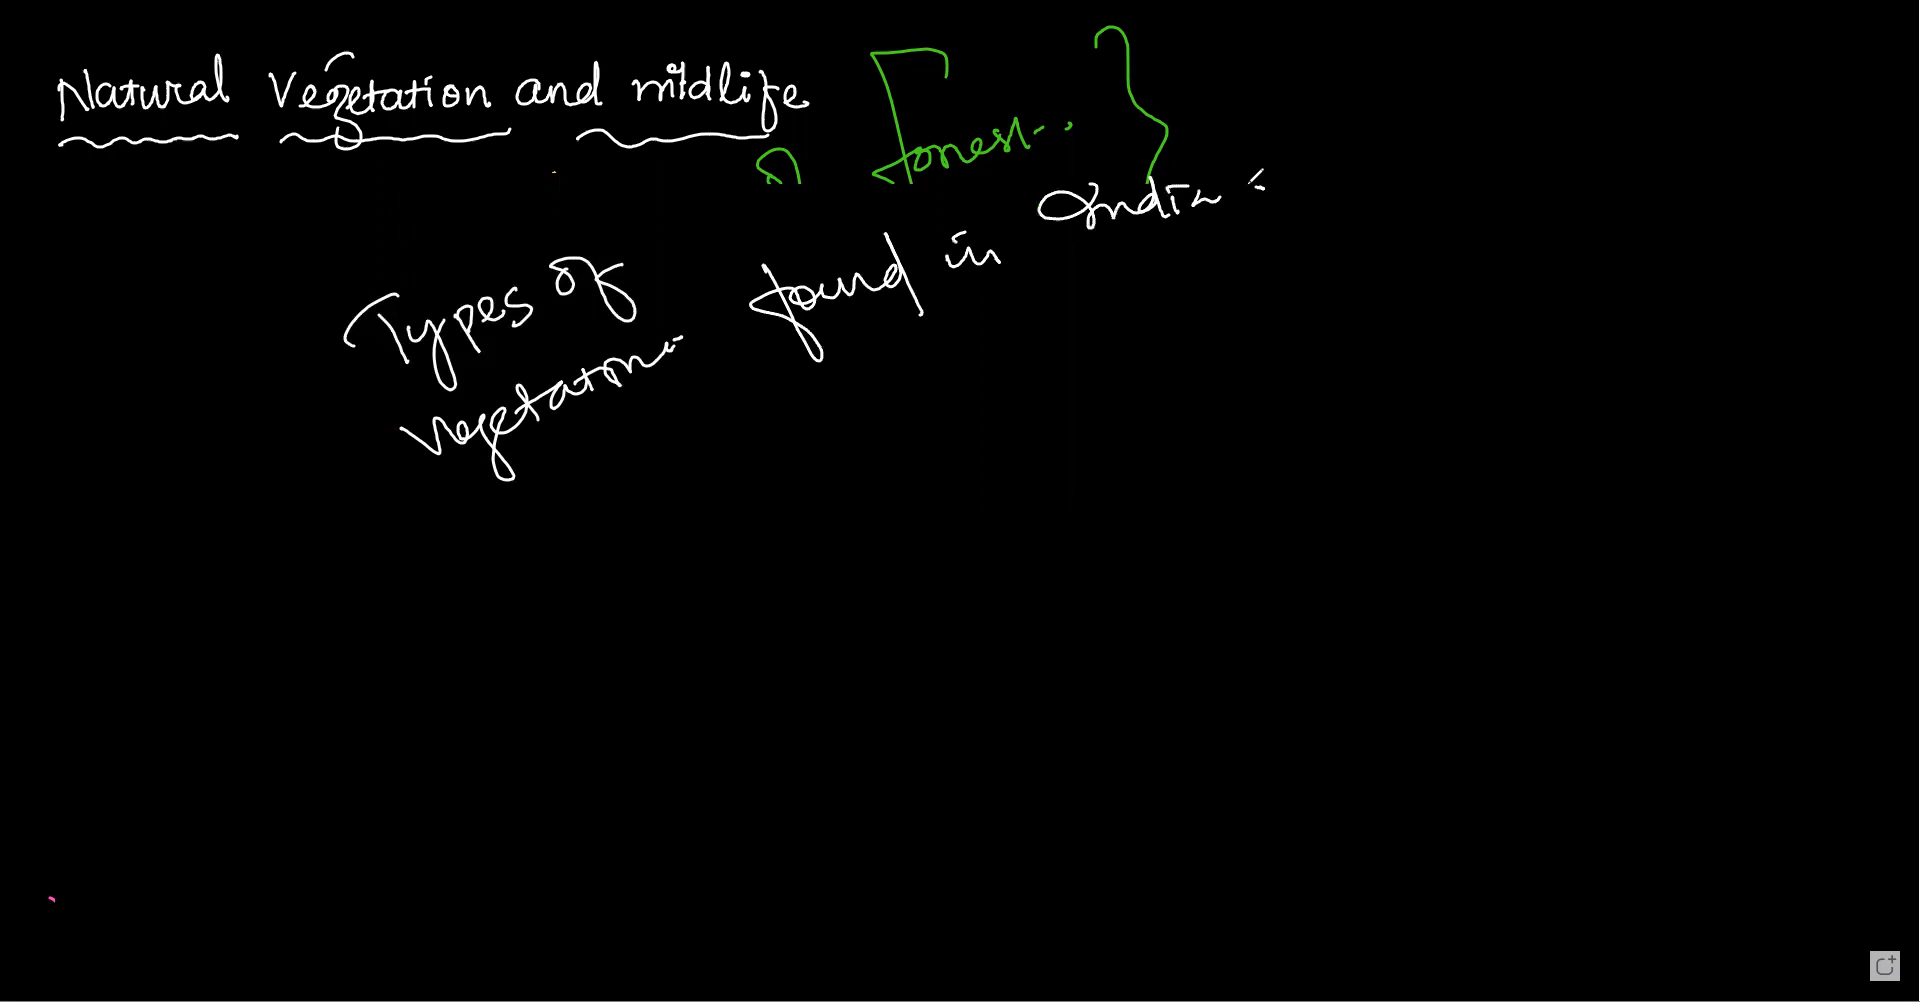 Natural Vegetation and wildlife
forest
Types of
Vegetation found in India